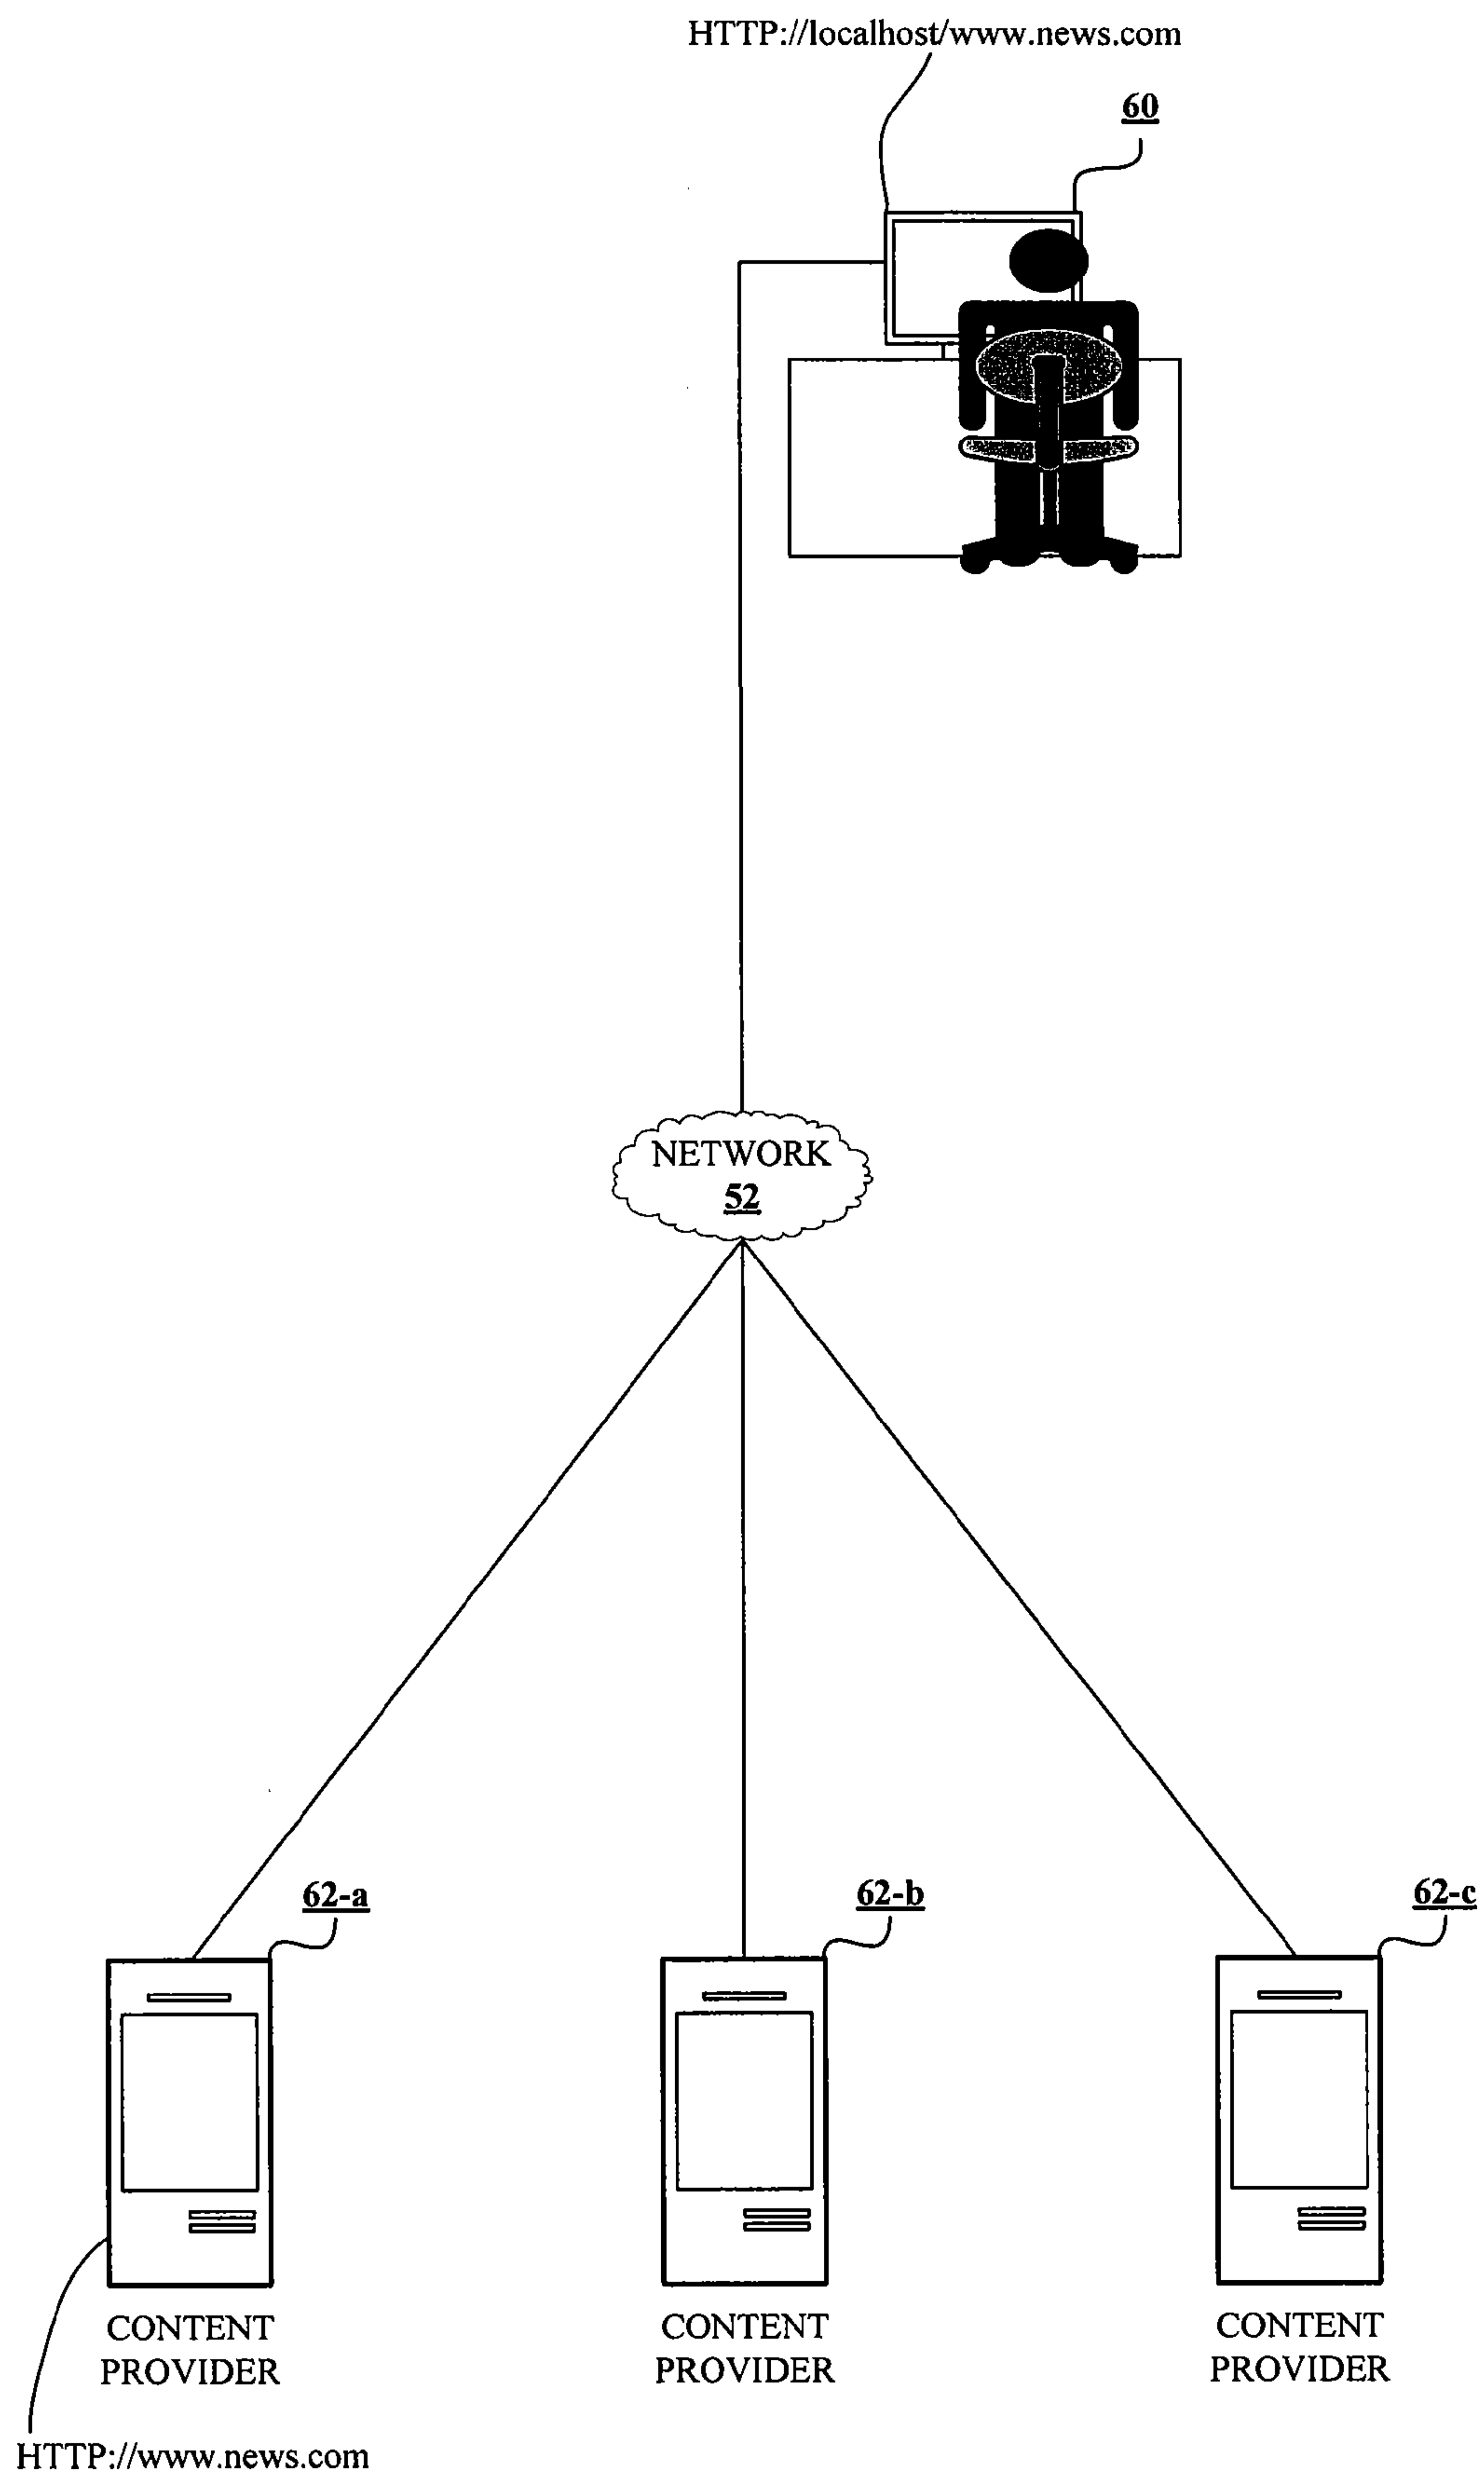 HTTP://localhost/www.news.com
60
NETWORK
52
62-a
62-b
62-c
CONTENT
PROVIDER
CONTENT
PROVIDER
CONTENT
PROVIDER
HTTP://www.news.com